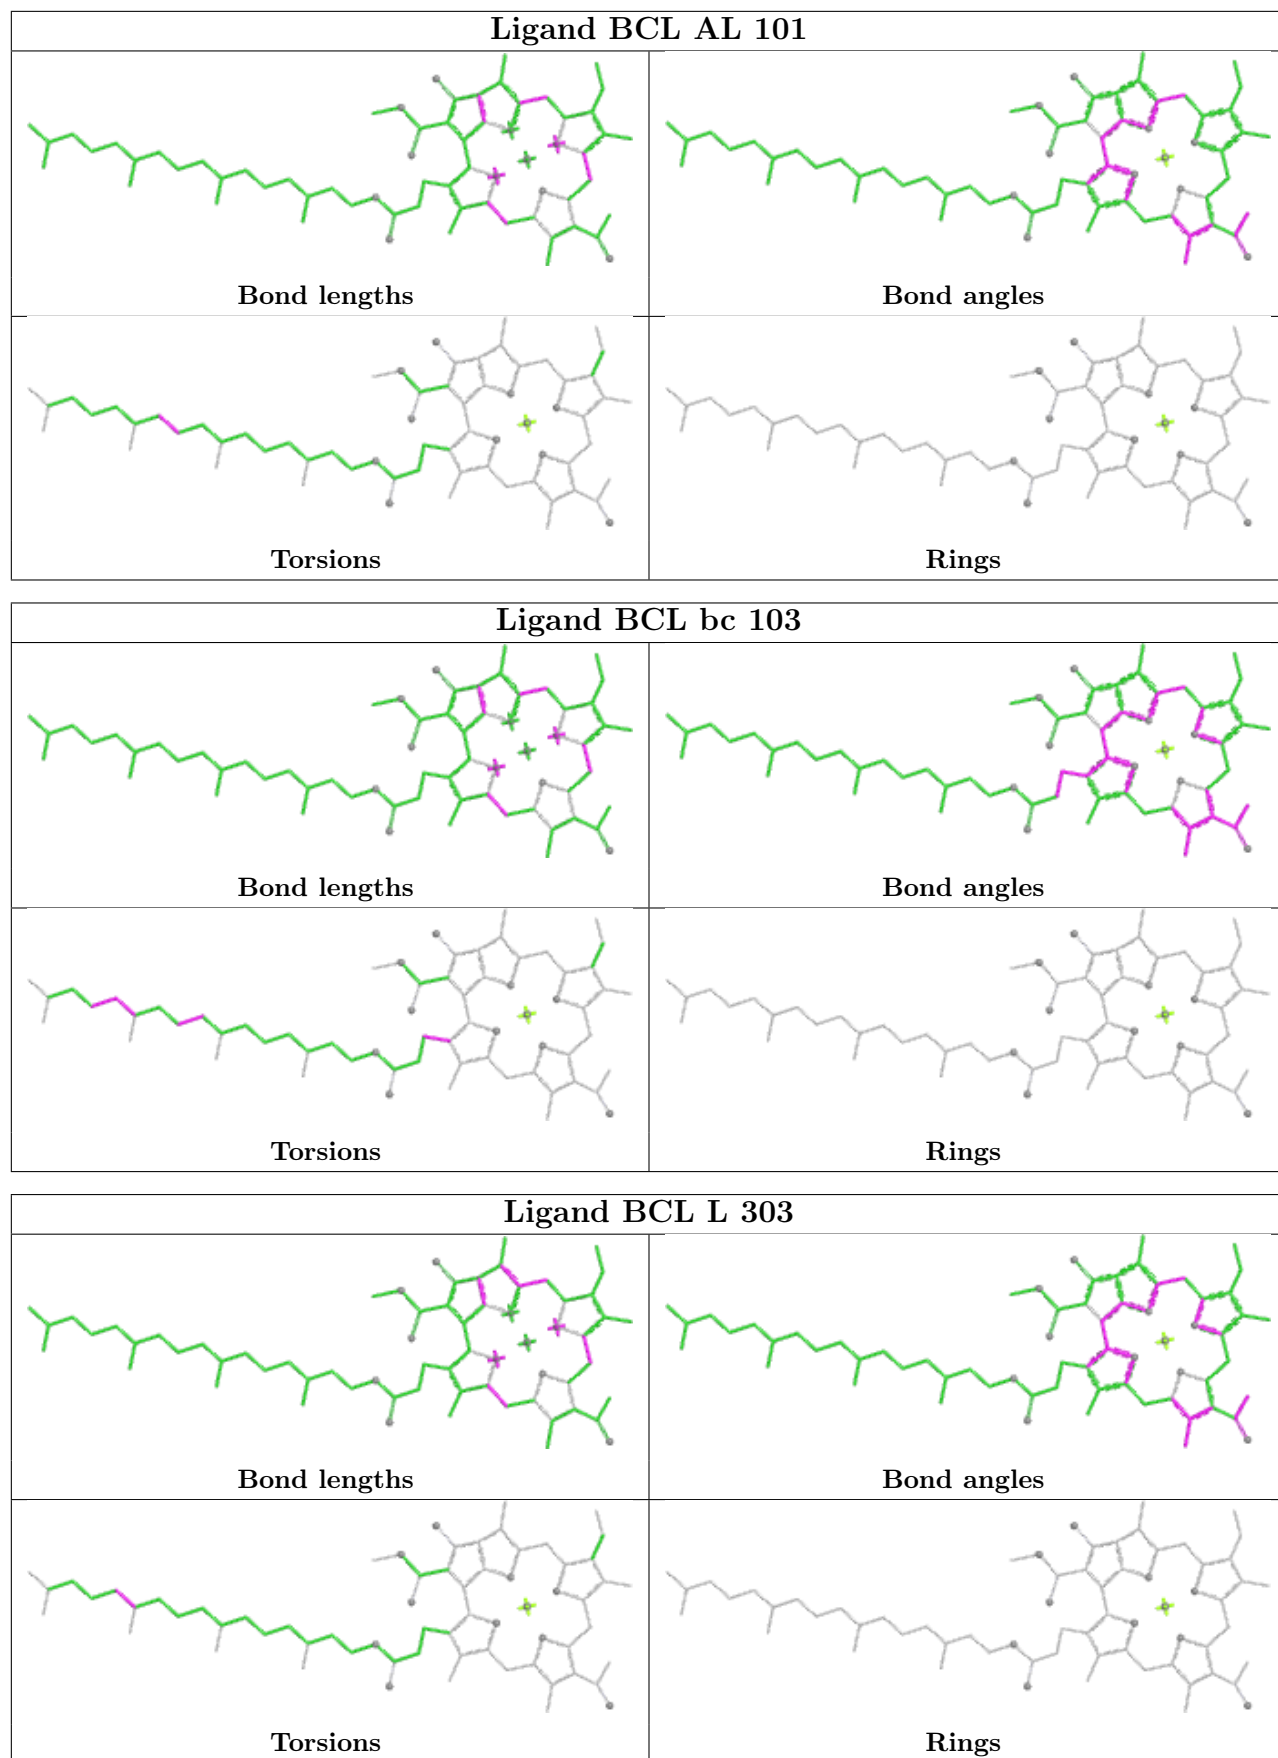 Ligand BCL AL 101
Bond lengths
Bond angles
Torsions
Rings
Ligand BCL bc 103
Bond lengths
Bond angles
Torsions
Rings
Ligand BCL L 303
Bond lengths
Bond angles
Torsions
Rings